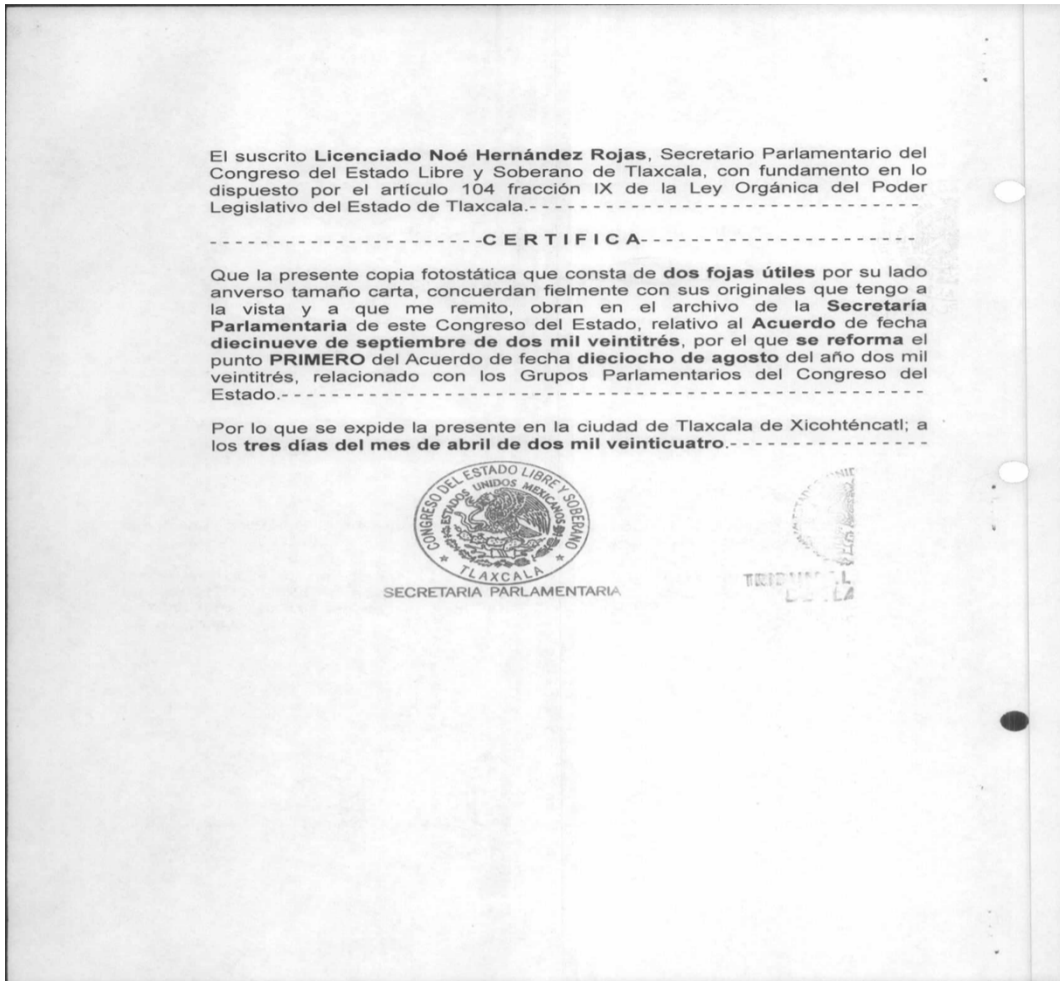 El suscrito Licenciado Noé Hernández Rojas, Secretario Parlamentario del
Congreso del Estado Libre y Soberano de Tlaxcala, con fundamento en lo
dispuesto por el artículo 104 fracción IX de la Ley Orgánica del Poder
Legislativo del Estado de Tlaxcala.- - - - - - - - - - - - - - - - - - - - - - - - - - - - - - -
- - - - - - - - - - - - - - - - - - - - - -C E R T I F I C A- - - - - - - - - - - - - - - - - - - - - -
Que la presente copia fotostática que consta de dos fojas útiles por su lado
anverso tamaño carta, concuerdan fielmente con sus originales que tengo a
la vista y a que me remito, obran en el archivo de la Secretaría
Parlamentaria de este Congreso del Estado, relativo al Acuerdo de fecha
diecinueve de septiembre de dos mil veintitrés, por el que se reforma el
punto PRIMERO del Acuerdo de fecha dieciocho de agosto del año dos mil
veintitrés, relacionado con los Grupos Parlamentarios del Congreso del
Estado.- - - - - - - - - - - - - - - - - - - - - - - - - - - - - - - - - - - - - - - - - - - - - - - - - - -
Por lo que se expide la presente en la ciudad de Tlaxcala de Xicohténcatl; a
los tres días del mes de abril de dos mil veinticuatro.- - - - - - - - - - - - - - - -
CONGRESO DEL ESTADO LIBRE Y SOBERANO
ESTADOS UNIDOS MEXICANOS
TLAXCALA
SECRETARIA PARLAMENTARIA